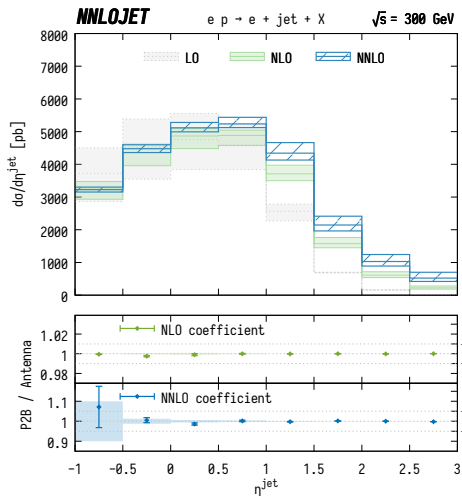 NNLOJET e p → e + jet + X √s = 300 GeV
8000
LO NLO NNLO
7000
6000
5000
4000
3000
2000
1000
0
dσ/dη^jet [pb]
NLO coefficient
1.02
1
0.98
P2B / Antenna
NNLO coefficient
1.1
1
0.9
-1 -0.5 0 0.5 1 1.5 2 2.5 3
η^jet